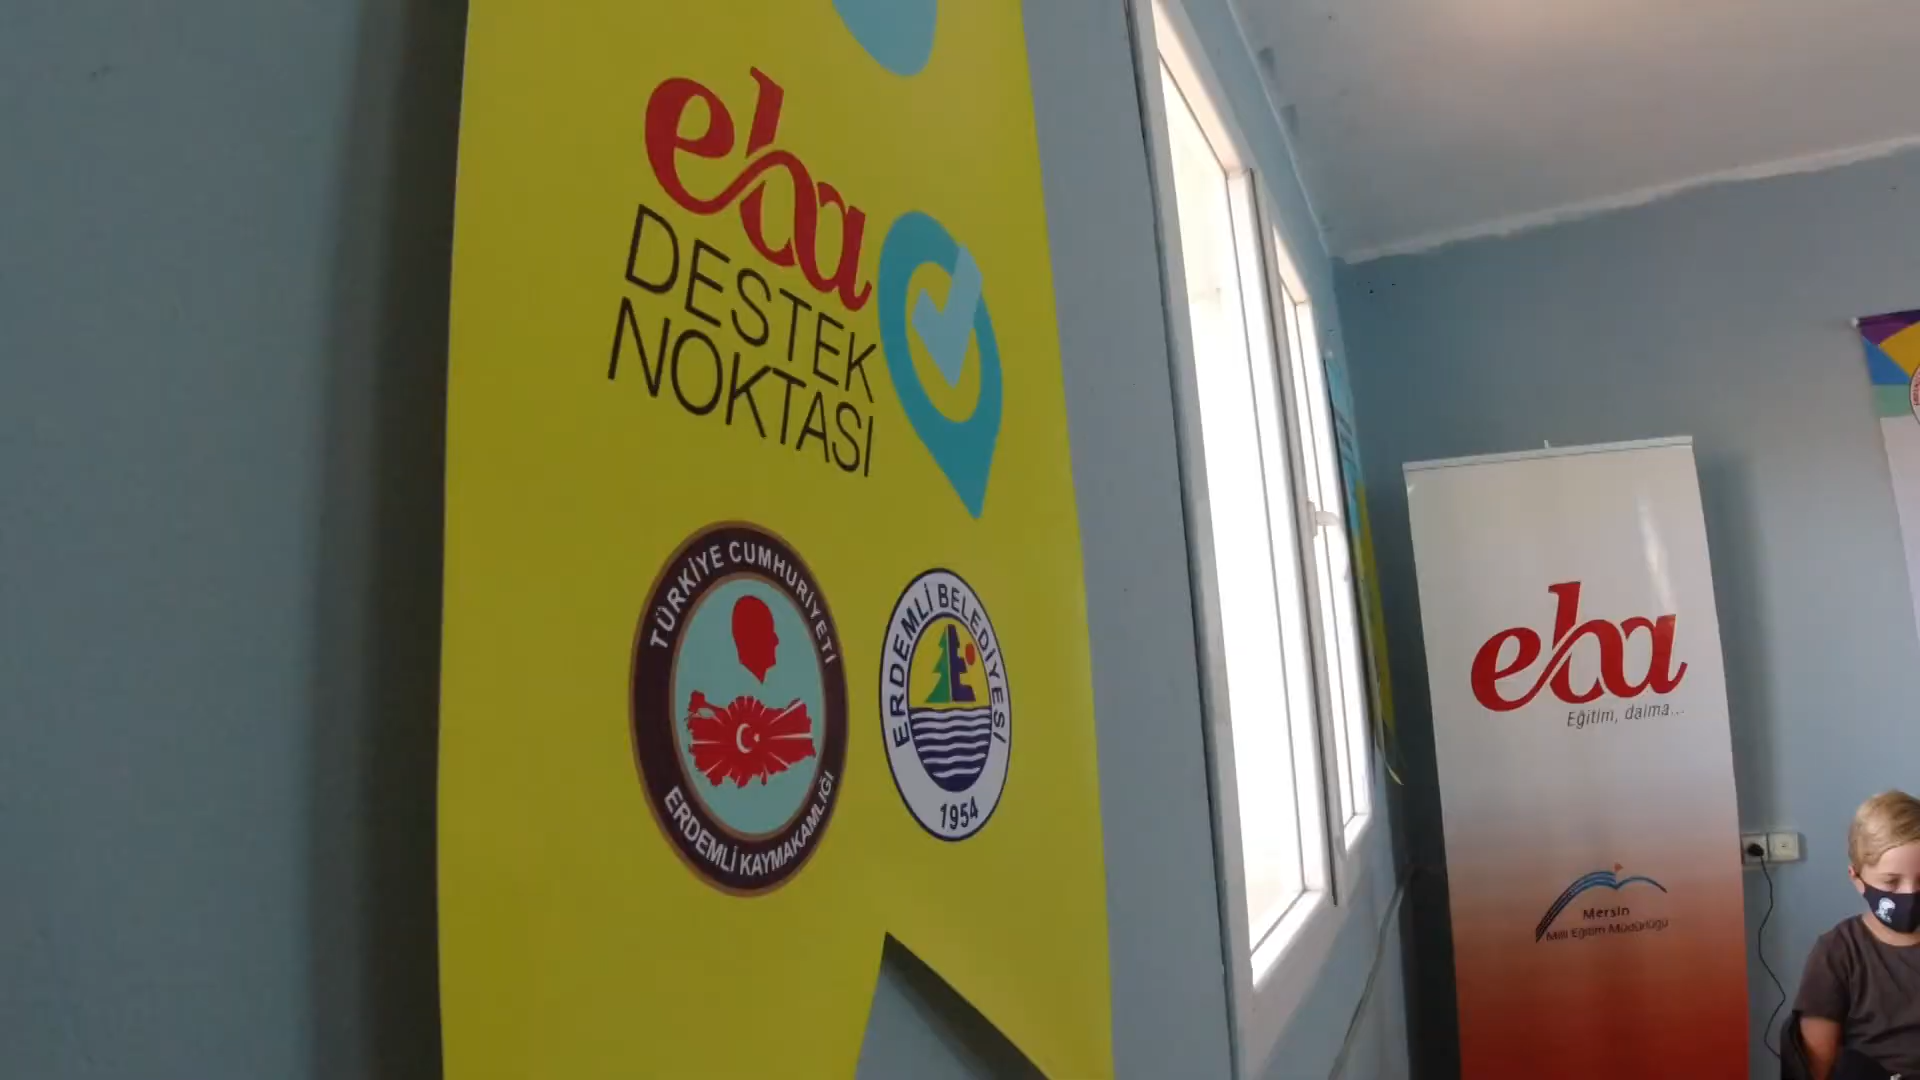 eba
DESTEK
NOKTASI
TÜRKİYE CUMHURİYETİ
ERDEMLİ KAYMAKAMLIĞI
ERDEMLİ BELEDİYESİ
1954
eba
Eğitim, daima...
Mersin
Milli Eğitim Müdürlüğü